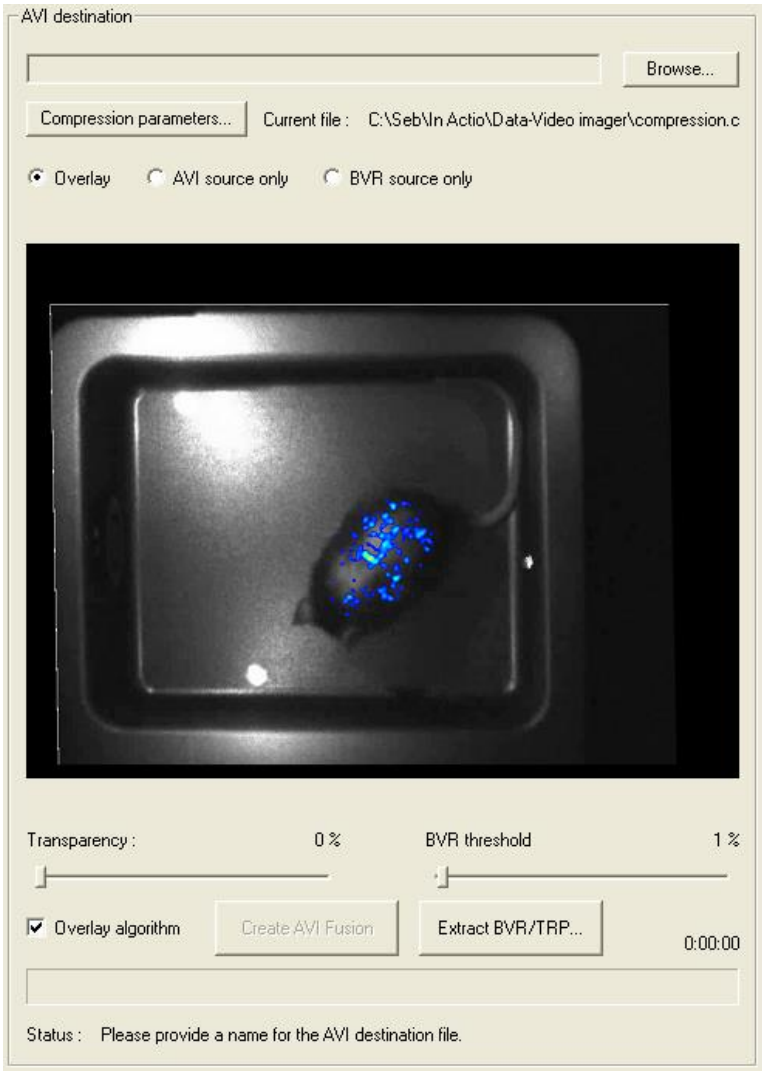 AVI destination
Browse...
Compression parameters... Current file : C:\Seb\In Actio\Data-Video imager\compression.c
Overlay AVI source only BVR source only
Transparency : 0 % BVR threshold 1 %
Overlay algorithm Create AVI Fusion Extract BVR/TRP... 0:00:00
Status : Please provide a name for the AVI destination file.